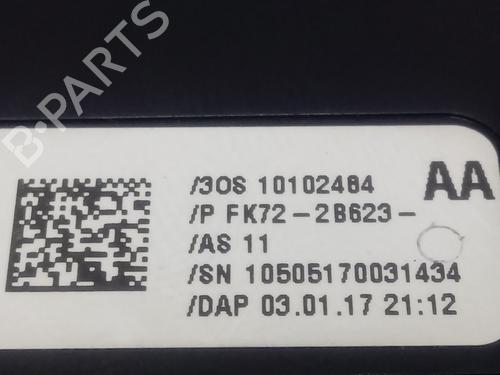 B-PARTS
/3OS 10102484 AA
/P FK72-2B623-
/AS 11
/SN 10505170031434
/DAP 03.01.17 21:12